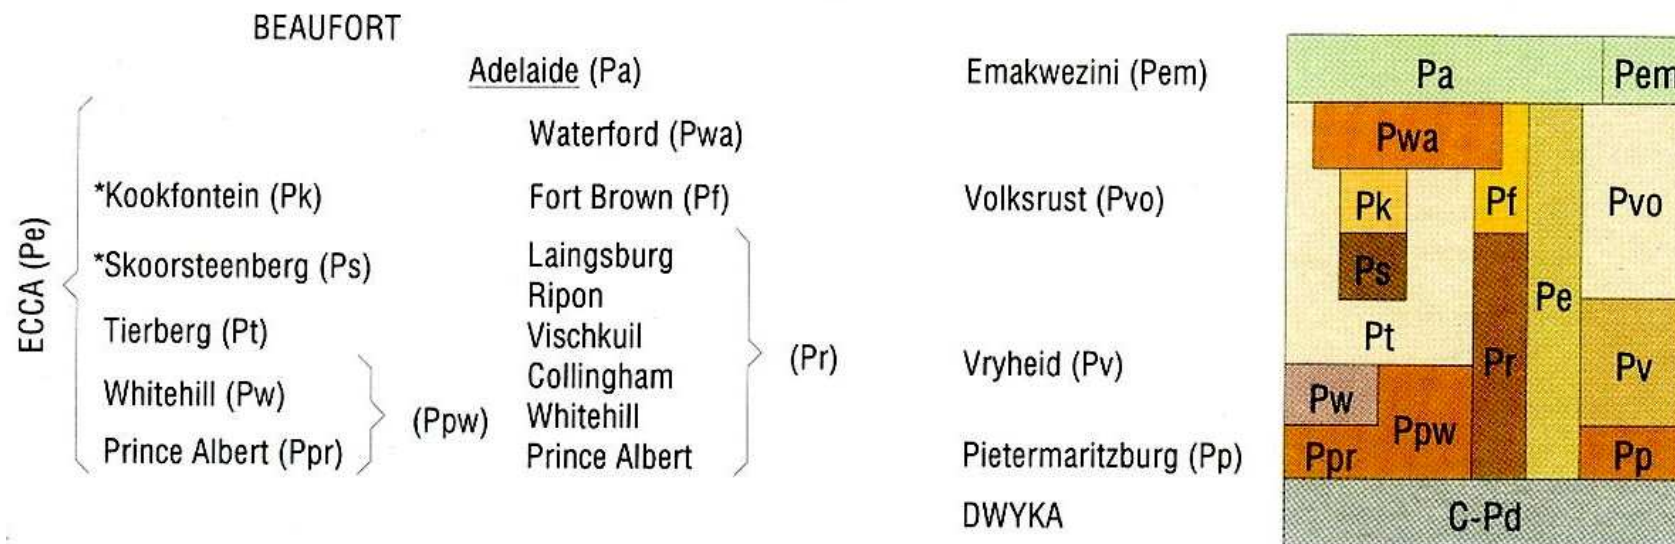 BEAUFORT
Adelaide (Pa)
Emakwezini (Pem)
Waterford (Pwa)
*Kookfontein (Pk)
Fort Brown (Pf)
Volksrust (Pvo)
ECCA (Pe)
*Skoorsteenberg (Ps)
Laingsburg
Ripon
Tierberg (Pt)
Vischkuil
(Pr)
Vryheid (Pv)
Whitehill (Pw)
Collingham
(Ppw)
Whitehill
Prince Albert (Ppr)
Prince Albert
Pietermaritzburg (Pp)
DWYKA
Pa
Pem
Pwa
Pk
Pf
Pvo
Ps
Pe
Pt
Pr
Pv
Pw
Ppw
Ppr
Pp
C-Pd